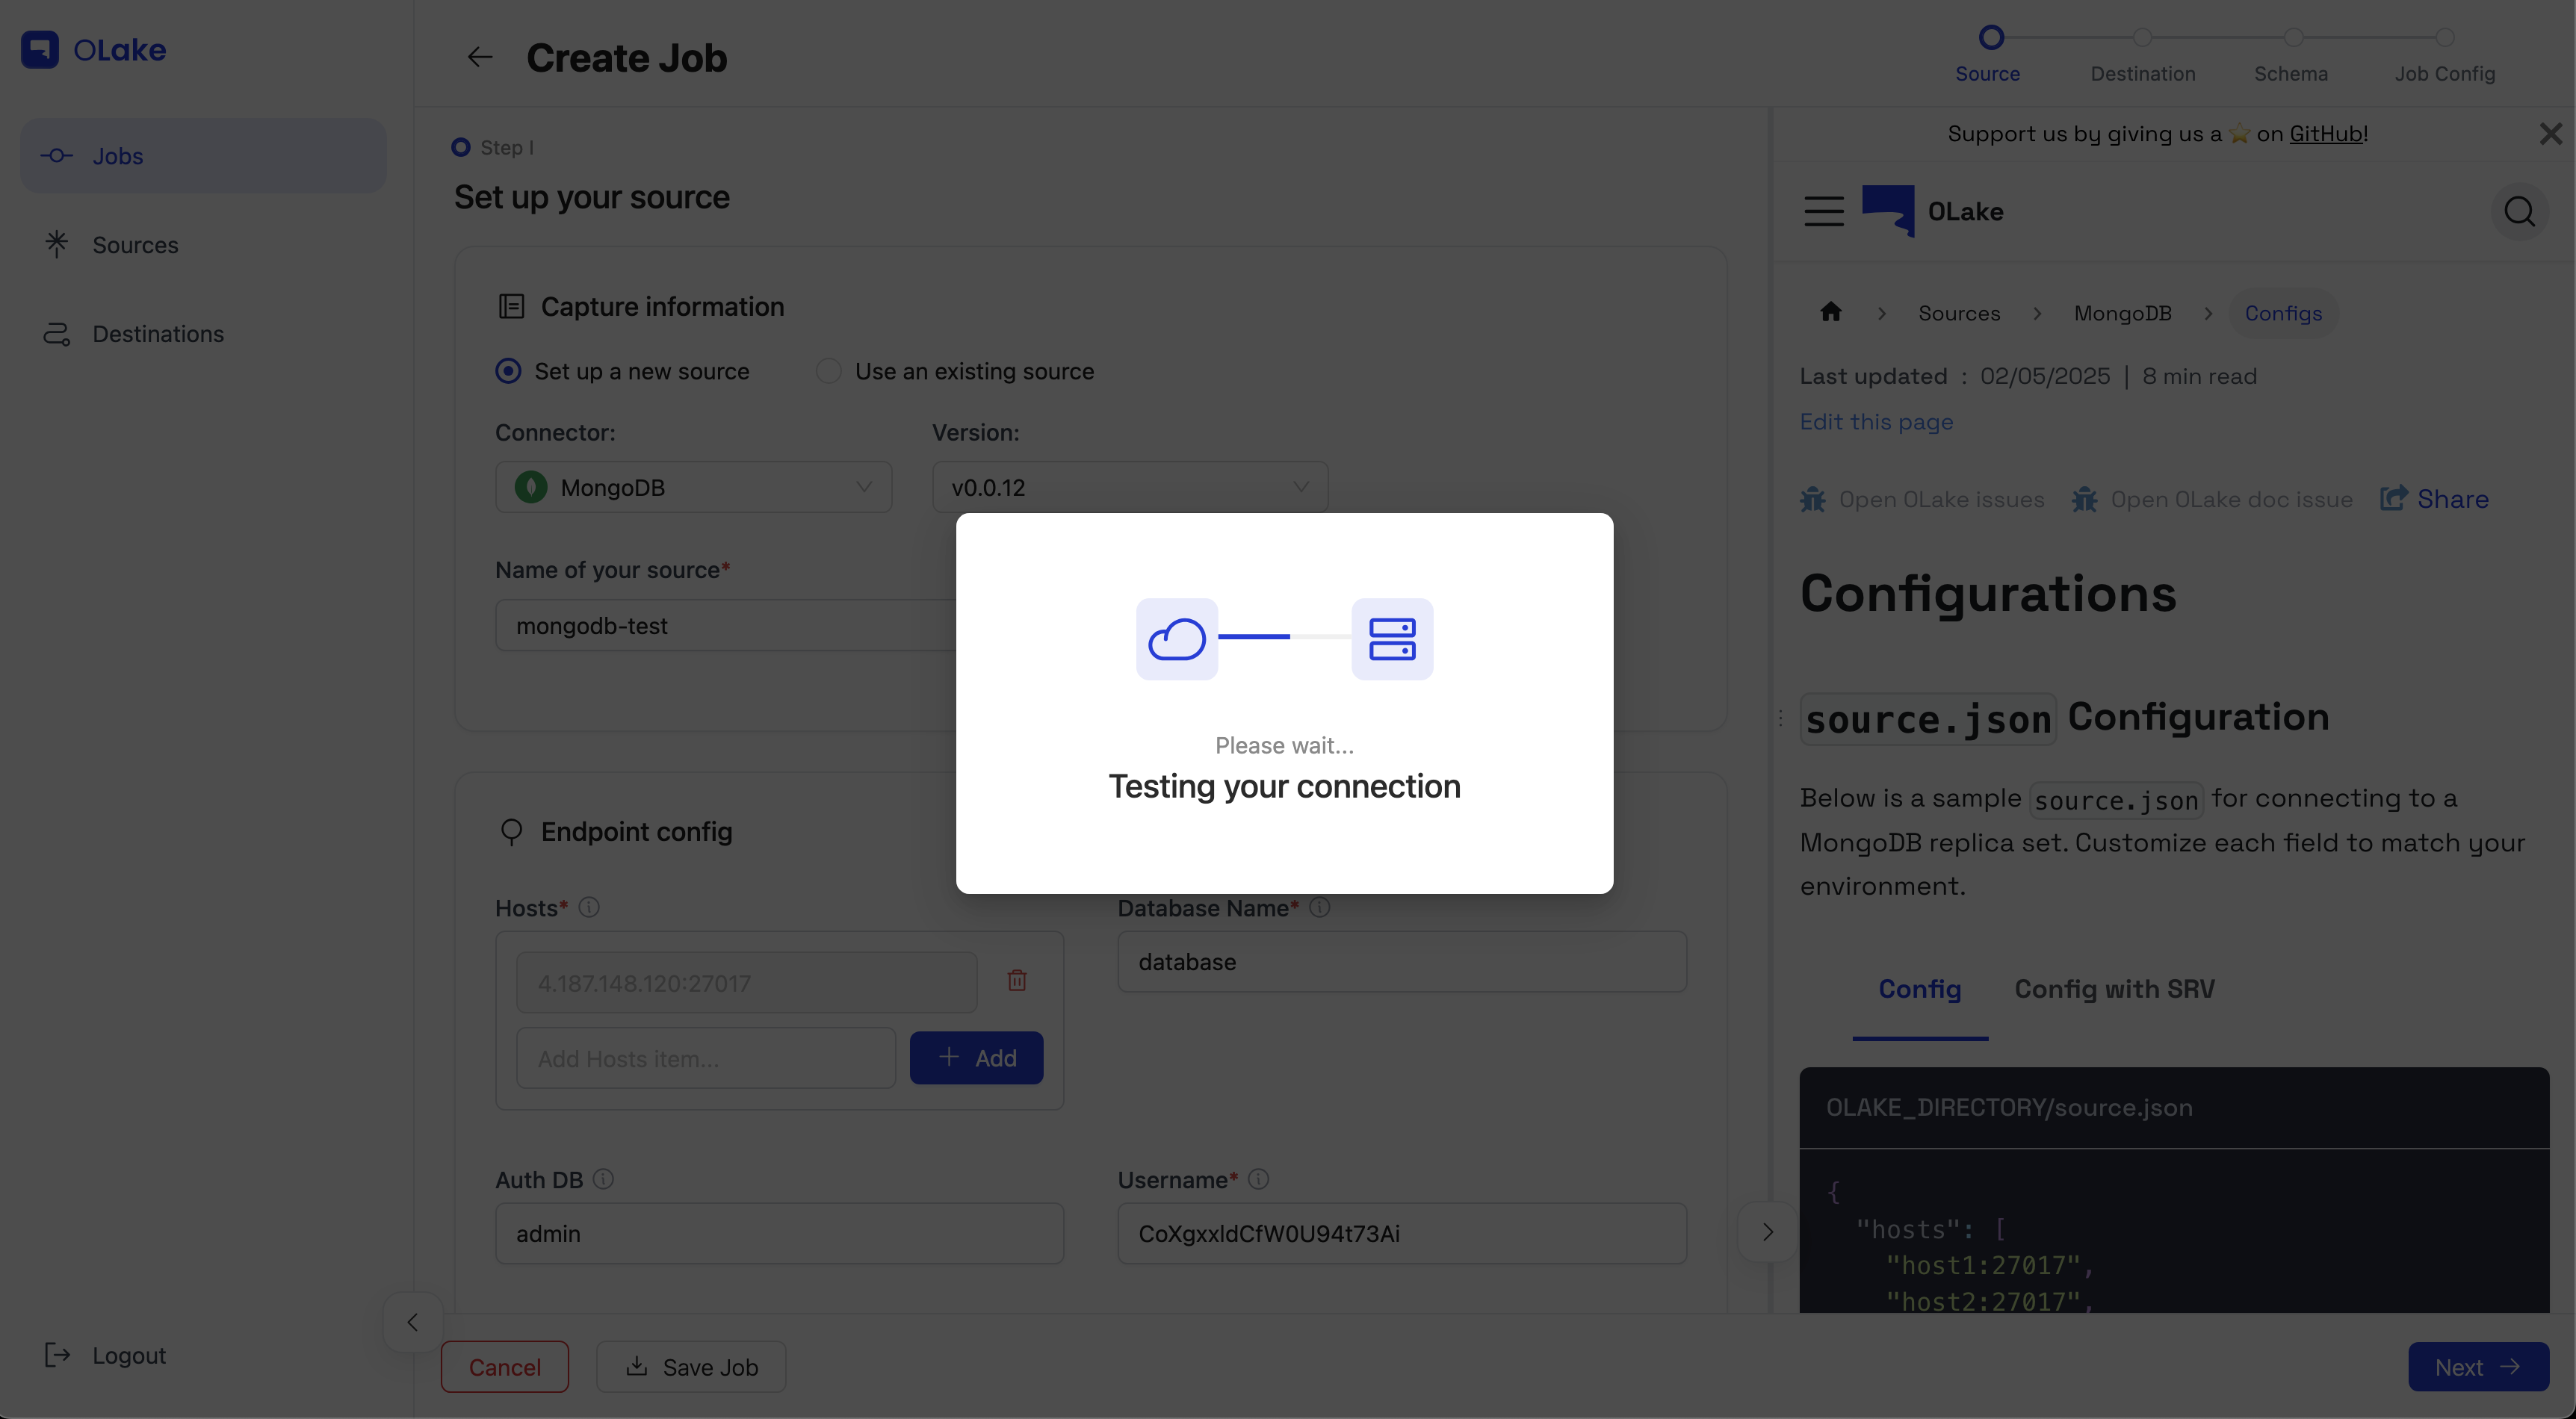 OLake
Jobs
Sources
Destinations
Logout
Create Job
Source
Destination
Schema
Job Config
Step I
Set up your source
Capture information
Set up a new source
Use an existing source
Connector:
Version:
MongoDB
v0.0.12
Name of your source*
mongodb-test
Please wait...
Testing your connection
Endpoint config
Hosts*
Database Name*
4.187.148.120:27017
database
Add Hosts item...
Add
Auth DB
Username*
admin
CoXgxxldCfW0U94t73Ai
Cancel
Save Job
Next
Support us by giving us a ⭐ on GitHub!
OLake
Sources
MongoDB
Configs
Last updated : 02/05/2025 | 8 min read
Edit this page
Open OLake issues
Open OLake doc issue
Share
Configurations
source.json Configuration
Below is a sample source.json for connecting to a
MongoDB replica set. Customize each field to match your
environment.
Config
Config with SRV
OLAKE_DIRECTORY/source.json
{
"hosts": [
"host1:27017",
"host2:27017",